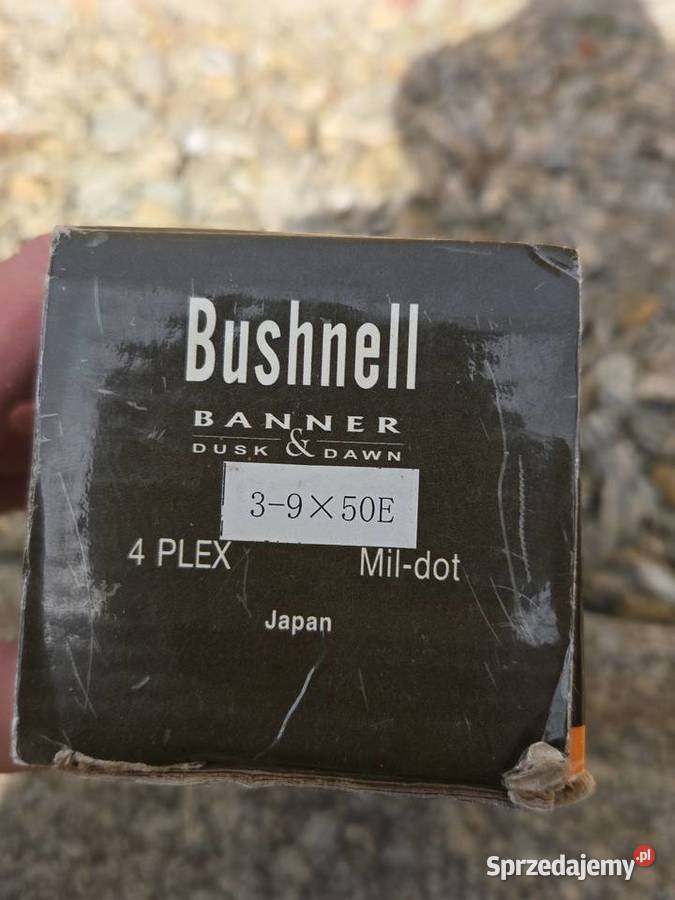 Bushnell
BANNER
DUSK & DAWN
3-9×50E
4 PLEX Mil-dot
Japan
Sprzedajemy.pl